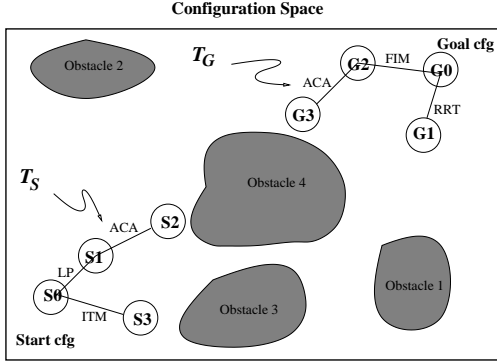 Configuration Space
Goal cfg
Obstacle 2
T_G
G2
FIM
G0
ACA
G3
RRT
G1
Obstacle 4
T_S
ACA
S2
S1
LP
S0
ITM
S3
Obstacle 1
Obstacle 3
Start cfg